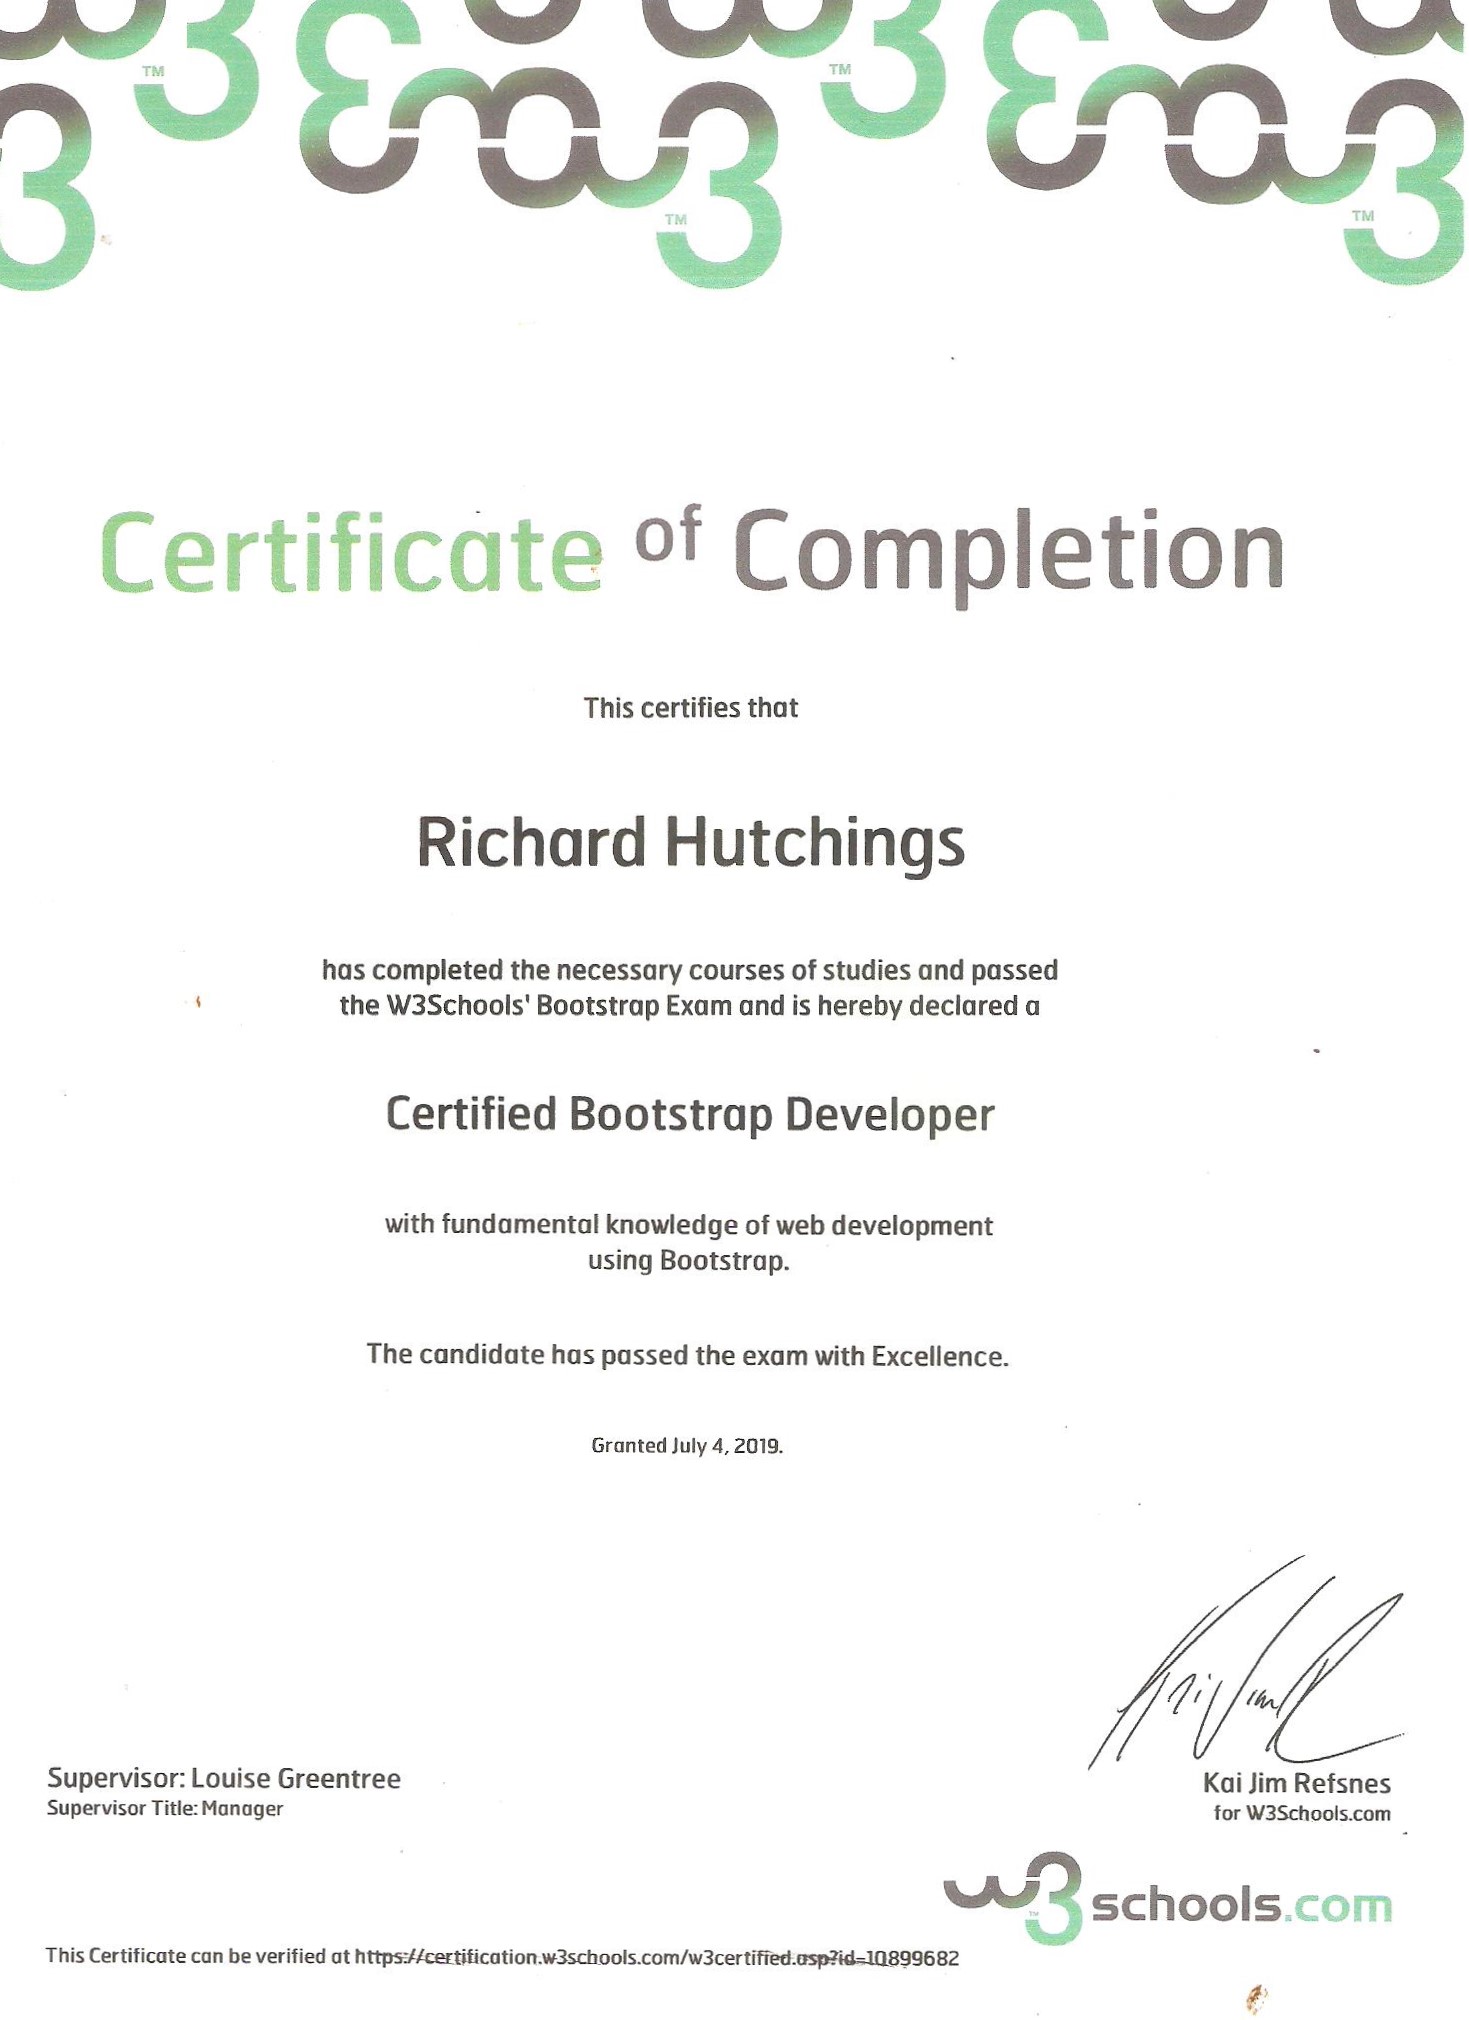 TM
TM
TM
TM
Certificate of Completion
This certifies that
Richard Hutchings
has completed the necessary courses of studies and passed
the W3Schools' Bootstrap Exam and is hereby declared a
Certified Bootstrap Developer
with fundamental knowledge of web development
using Bootstrap.
The candidate has passed the exam with Excellence.
Granted July 4, 2019.
Supervisor: Louise Greentree
Supervisor Title: Manager
Kai Jim Refsnes
for W3Schools.com
w3schools.com
This Certificate can be verified at https://certification.w3schools.com/w3certified.asp?id=10899682